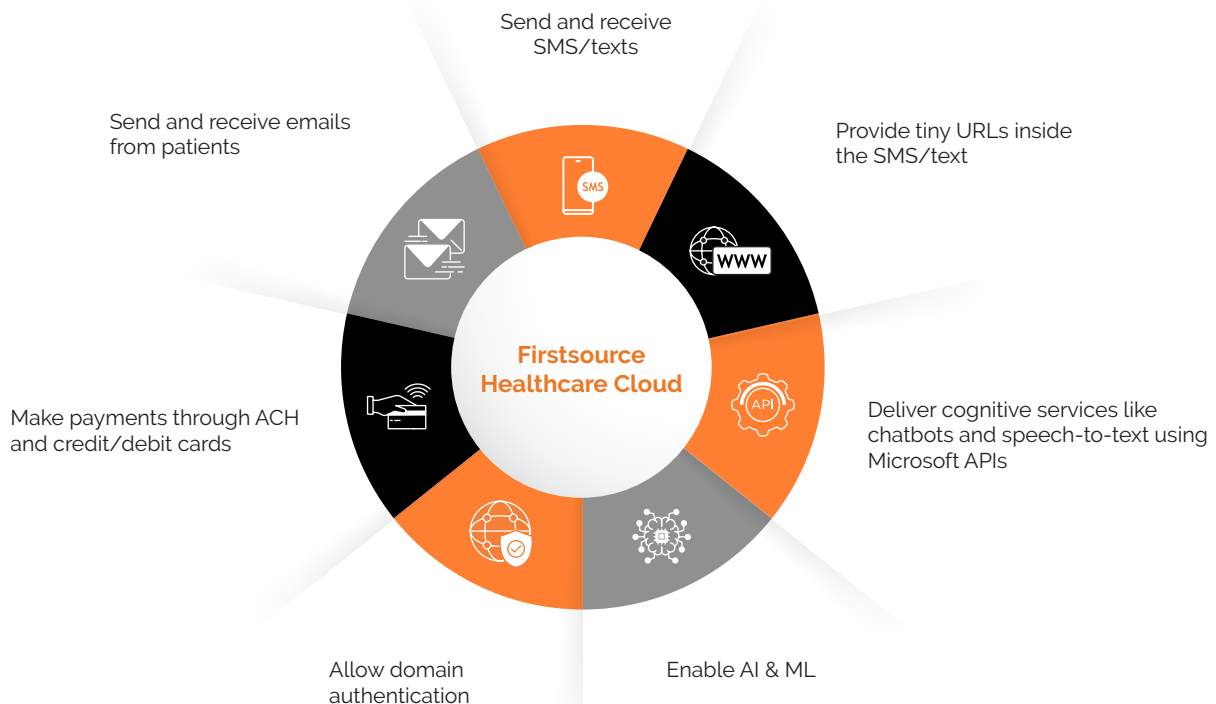 Send and receive
SMS/texts
Send and receive emails
from patients
Provide tiny URLs inside
the SMS/text
SMS
WWW
Firstsource
Healthcare Cloud
API
Make payments through ACH
and credit/debit cards
Deliver cognitive services like
chatbots and speech-to-text using
Microsoft APIs
Allow domain
authentication
Enable AI & ML